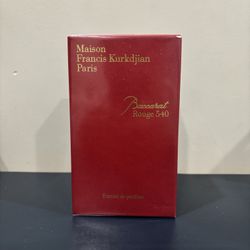 Maison
Francis Kurkdjian
Paris
Baccarat
Rouge 540
Extrait de parfum